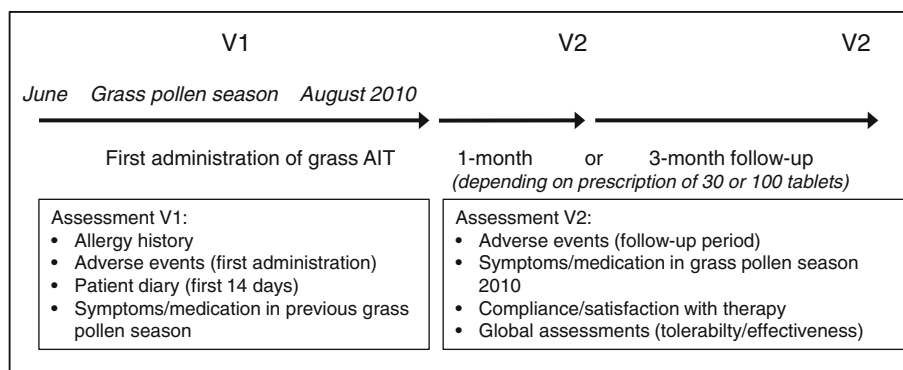 V1 V2 V2
June Grass pollen season August 2010
First administration of grass AIT 1-month or 3-month follow-up
(depending on prescription of 30 or 100 tablets)
Assessment V1:
• Allergy history
• Adverse events (first administration)
• Patient diary (first 14 days)
• Symptoms/medication in previous grass
pollen season
Assessment V2:
• Adverse events (follow-up period)
• Symptoms/medication in grass pollen season
2010
• Compliance/satisfaction with therapy
• Global assessments (tolerabilty/effectiveness)